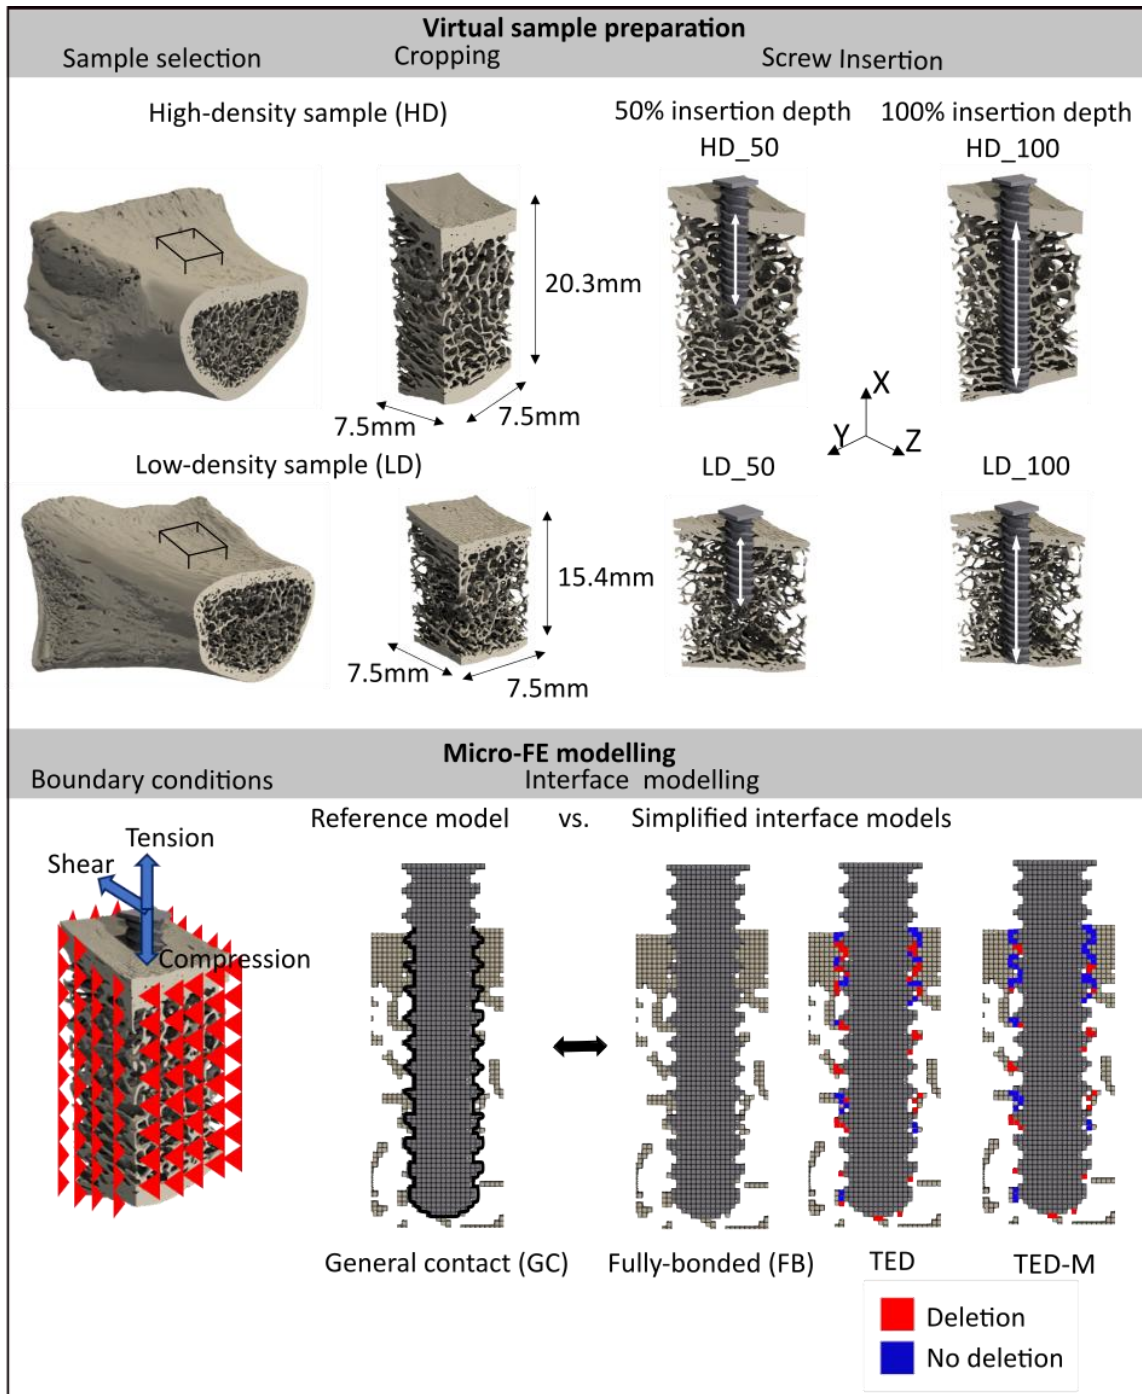 Virtual sample preparation
Sample selection
Cropping
Screw Insertion
High-density sample (HD)
50% insertion depth
HD_50
100% insertion depth
HD_100
20.3mm
7.5mm
7.5mm
X
Y
Z
Low-density sample (LD)
LD_50
LD_100
15.4mm
7.5mm
7.5mm
Micro-FE modelling
Boundary conditions
Interface modelling
Reference model vs. Simplified interface models
Tension
Shear
Compression
General contact (GC)
Fully-bonded (FB)
TED
TED-M
Deletion
No deletion